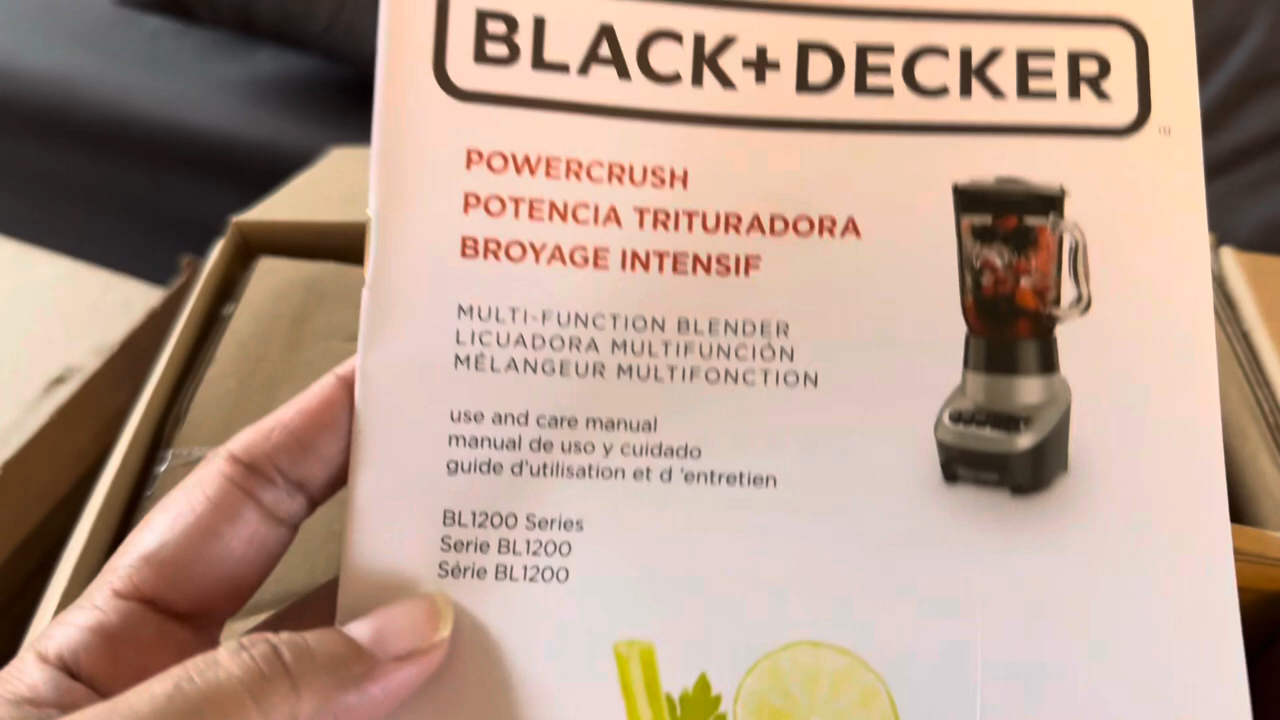 BLACK+DECKER
TM
POWERCRUSH
POTENCIA TRITURADORA
BROYAGE INTENSIF
MULTI-FUNCTION BLENDER
LICUADORA MULTIFUNCIÓN
MÉLANGEUR MULTIFONCTION
use and care manual
manual de uso y cuidado
guide d'utilisation et d 'entretien
BL1200 Series
Serie BL1200
Série BL1200